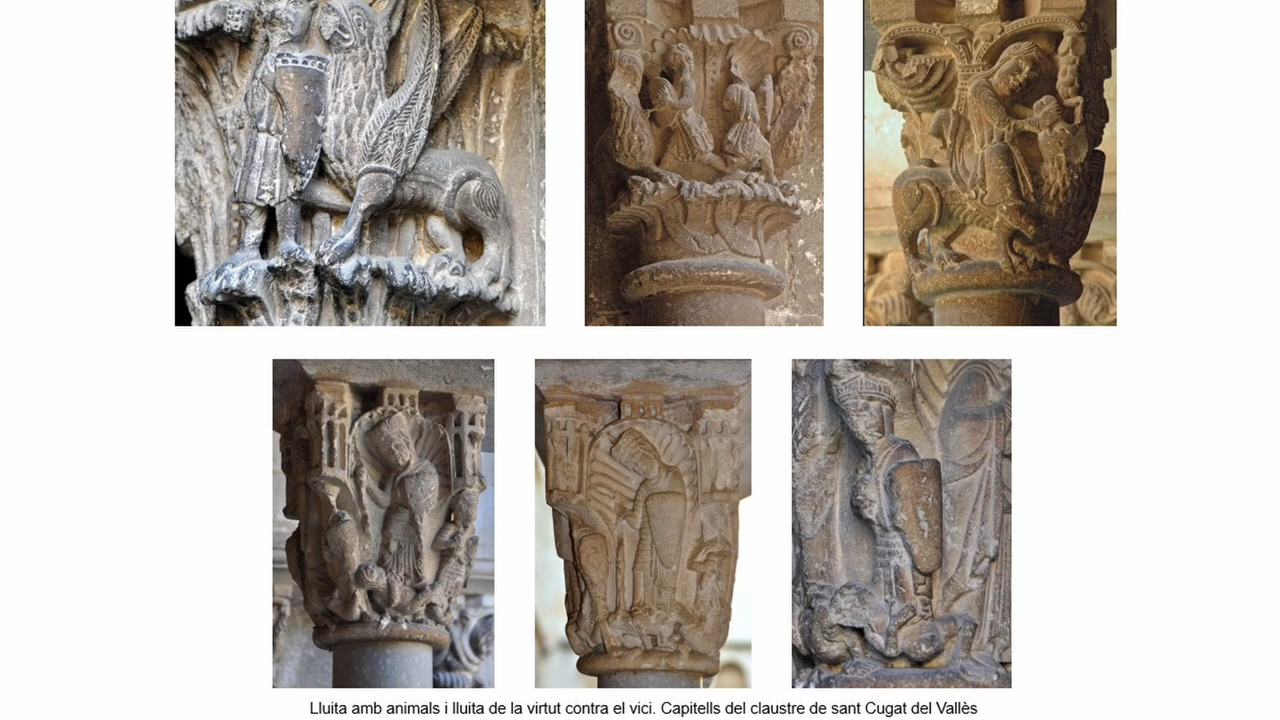 Lluita amb animals i lluita de la virtut contra el vici. Capitells del claustre de sant Cugat del Vallès